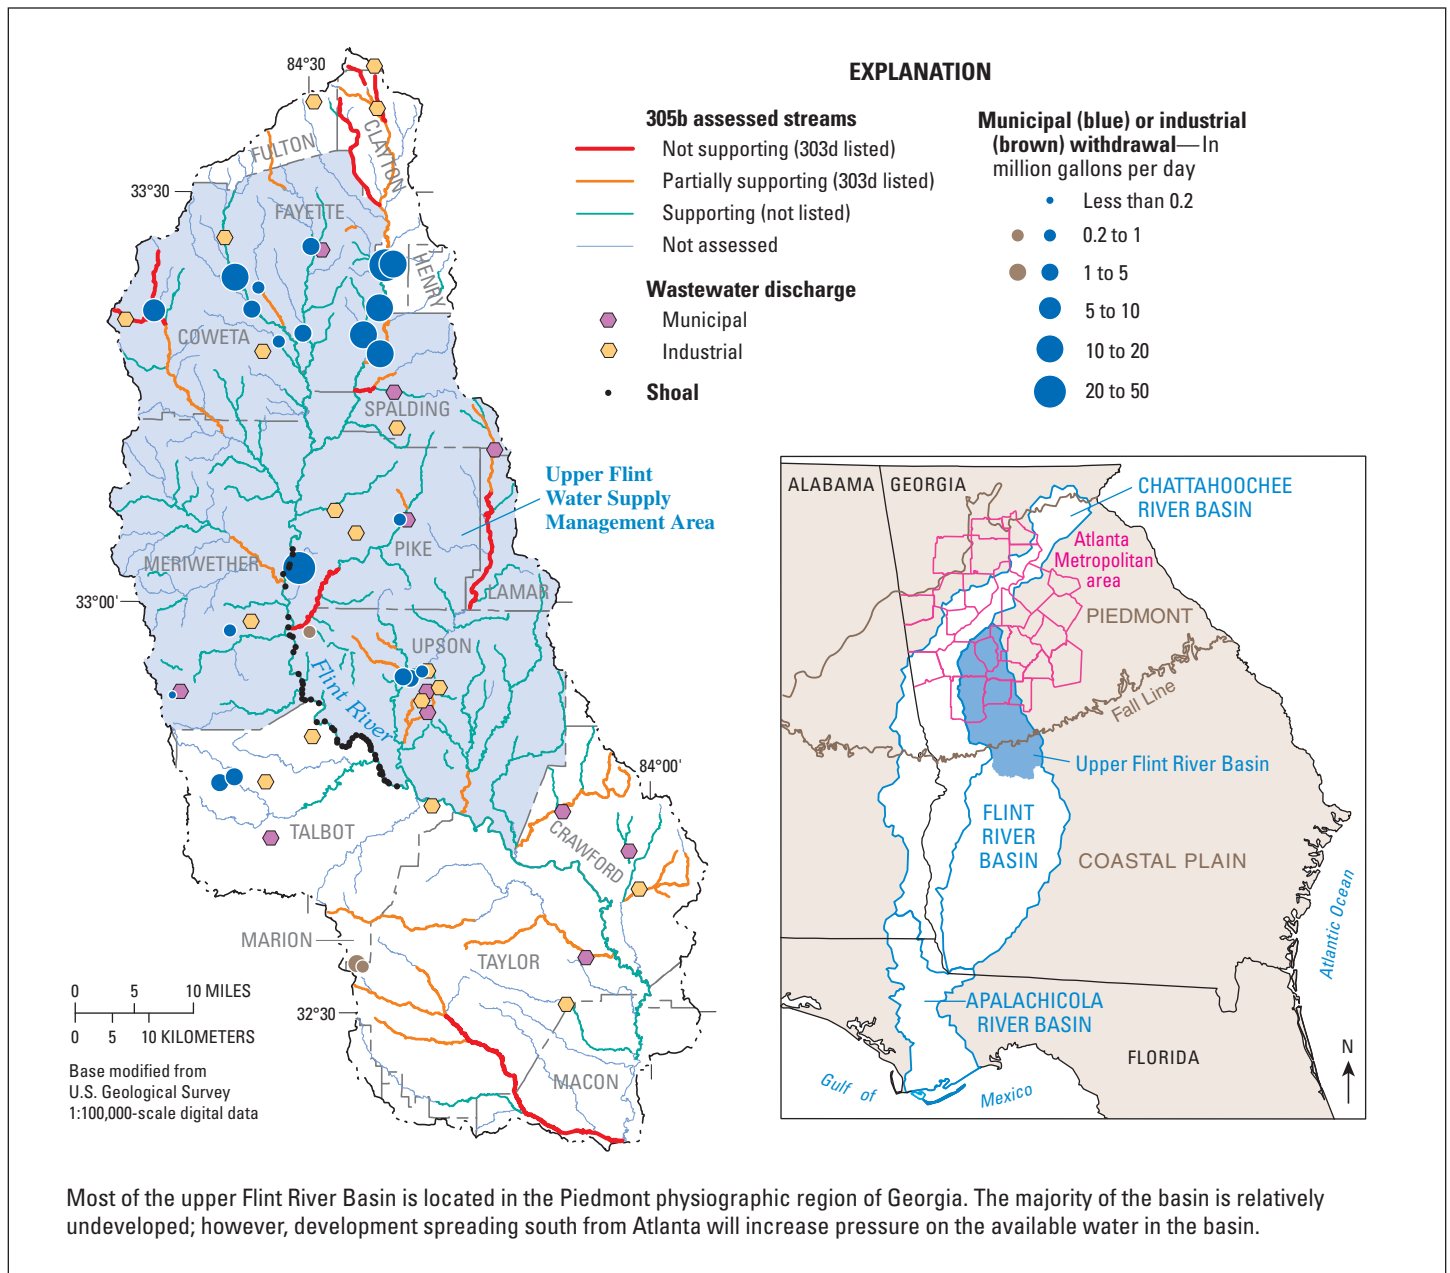 84°30
33°30
33°00'
84°00'
32°30
FULTON
CLAYTON
FAYETTE
HENRY
COWETA
SPALDING
Upper Flint
Water Supply
Management Area
PIKE
MERIWETHER
LAMAR
UPSON
Flint River
TALBOT
CRAWFORD
MARION
TAYLOR
MACON
0 5 10 MILES
0 5 10 KILOMETERS
Base modified from
U.S. Geological Survey
1:100,000-scale digital data
EXPLANATION
305b assessed streams
Not supporting (303d listed)
Partially supporting (303d listed)
Supporting (not listed)
Not assessed
Wastewater discharge
Municipal
Industrial
Shoal
Municipal (blue) or industrial
(brown) withdrawal—In
million gallons per day
Less than 0.2
0.2 to 1
1 to 5
5 to 10
10 to 20
20 to 50
ALABAMA
GEORGIA
CHATTAHOOCHEE
RIVER BASIN
Atlanta
Metropolitan
area
PIEDMONT
Fall Line
Upper Flint River Basin
FLINT
RIVER
BASIN
COASTAL PLAIN
Atlantic Ocean
APALACHICOLA
RIVER BASIN
FLORIDA
Gulf of Mexico
N
Most of the upper Flint River Basin is located in the Piedmont physiographic region of Georgia. The majority of the basin is relatively
undeveloped; however, development spreading south from Atlanta will increase pressure on the available water in the basin.